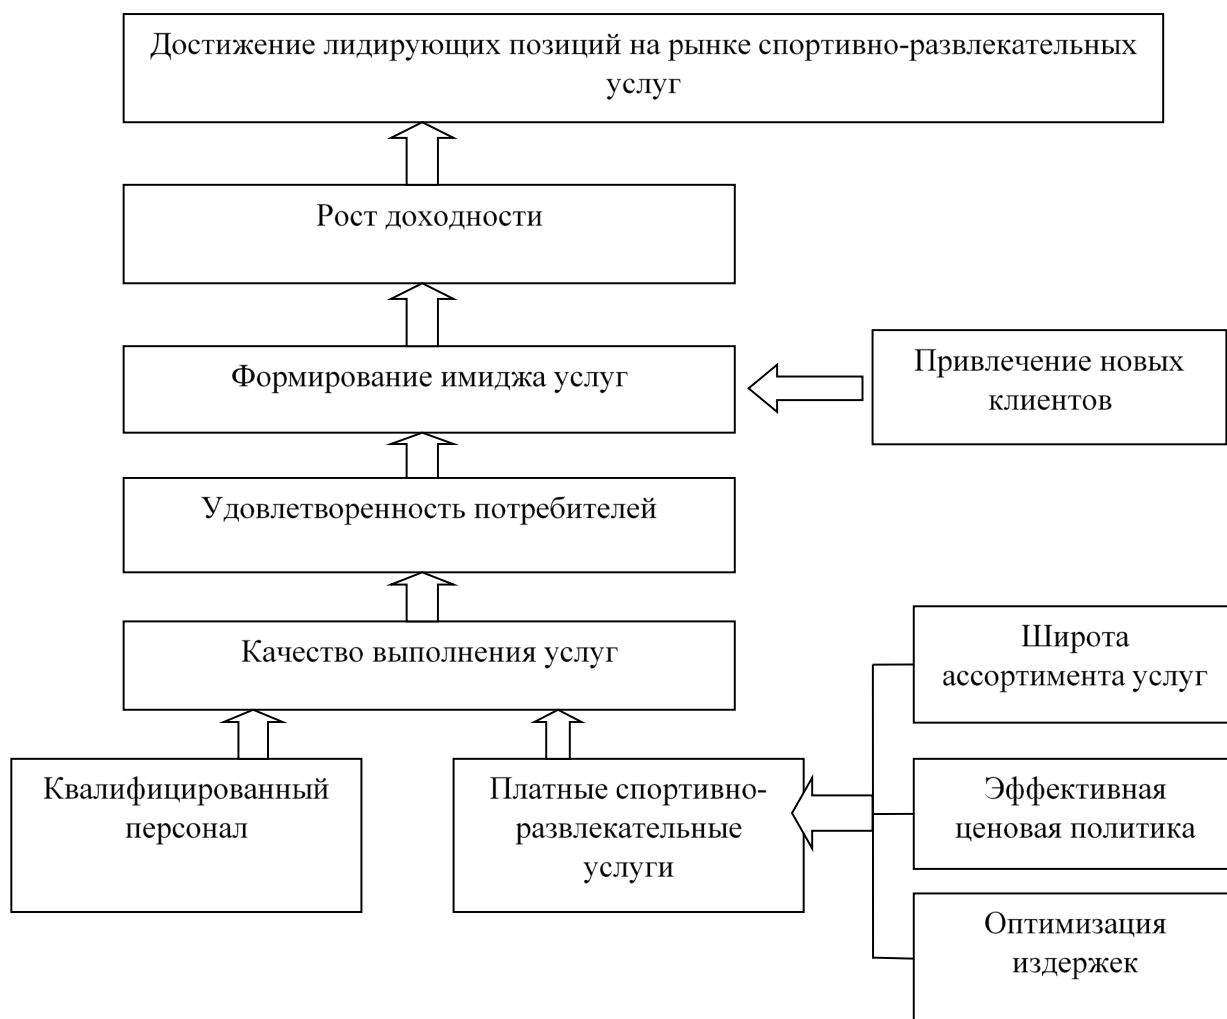 Достижение лидирующих позиций на рынке спортивно-развлекательных
услуг
Рост доходности
Формирование имиджа услуг
Привлечение новых
клиентов
Удовлетворенность потребителей
Качество выполнения услуг
Широта
ассортимента услуг
Квалифицированный
персонал
Платные спортивно-
развлекательные
услуги
Эффективная
ценовая политика
Оптимизация
издержек